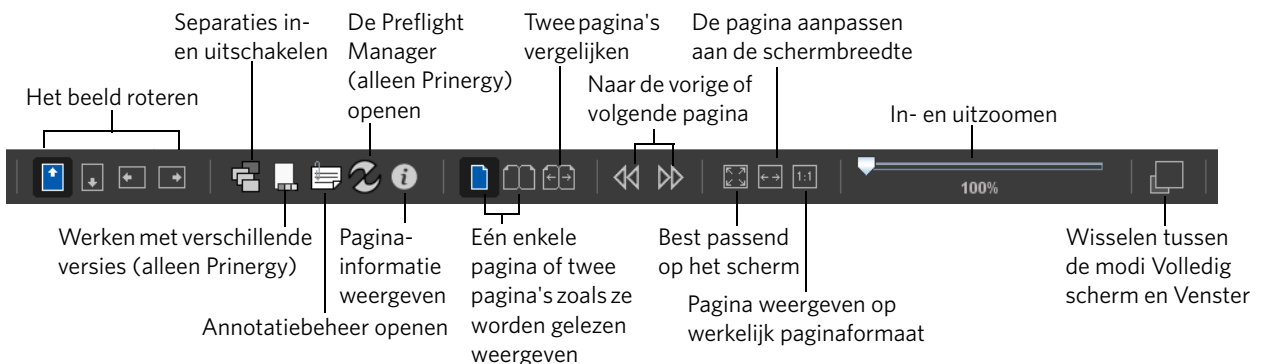 Separaties in-
en uitschakelen
De Preflight
Manager
(alleen Prinergy)
openen
Twee pagina's
vergelijken
De pagina aanpassen
aan de schermbreedte
Het beeld roteren
Naar de vorige of
volgende pagina
In- en uitzoomen
1:1
100%
Werken met verschillende
versies (alleen Prinergy)
Annotatiebeheer openen
Pagina-
informatie
weergeven
Eén enkele
pagina of twee
pagina's zoals ze
worden gelezen
weergeven
Best passend
op het scherm
Pagina weergeven op
werkelijk paginaformaat
Wisselen tussen
de modi Volledig
scherm en Venster